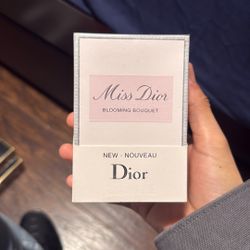 Miss Dior
BLOOMING BOUQUET
NEW - NOUVEAU
Dior